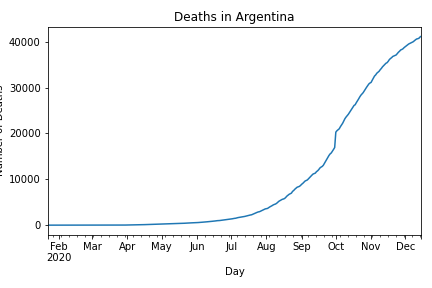 Deaths in Argentina
Number of Deaths
40000
30000
20000
10000
0
Feb Mar Apr May Jun Jul Aug Sep Oct Nov Dec
2020
Day